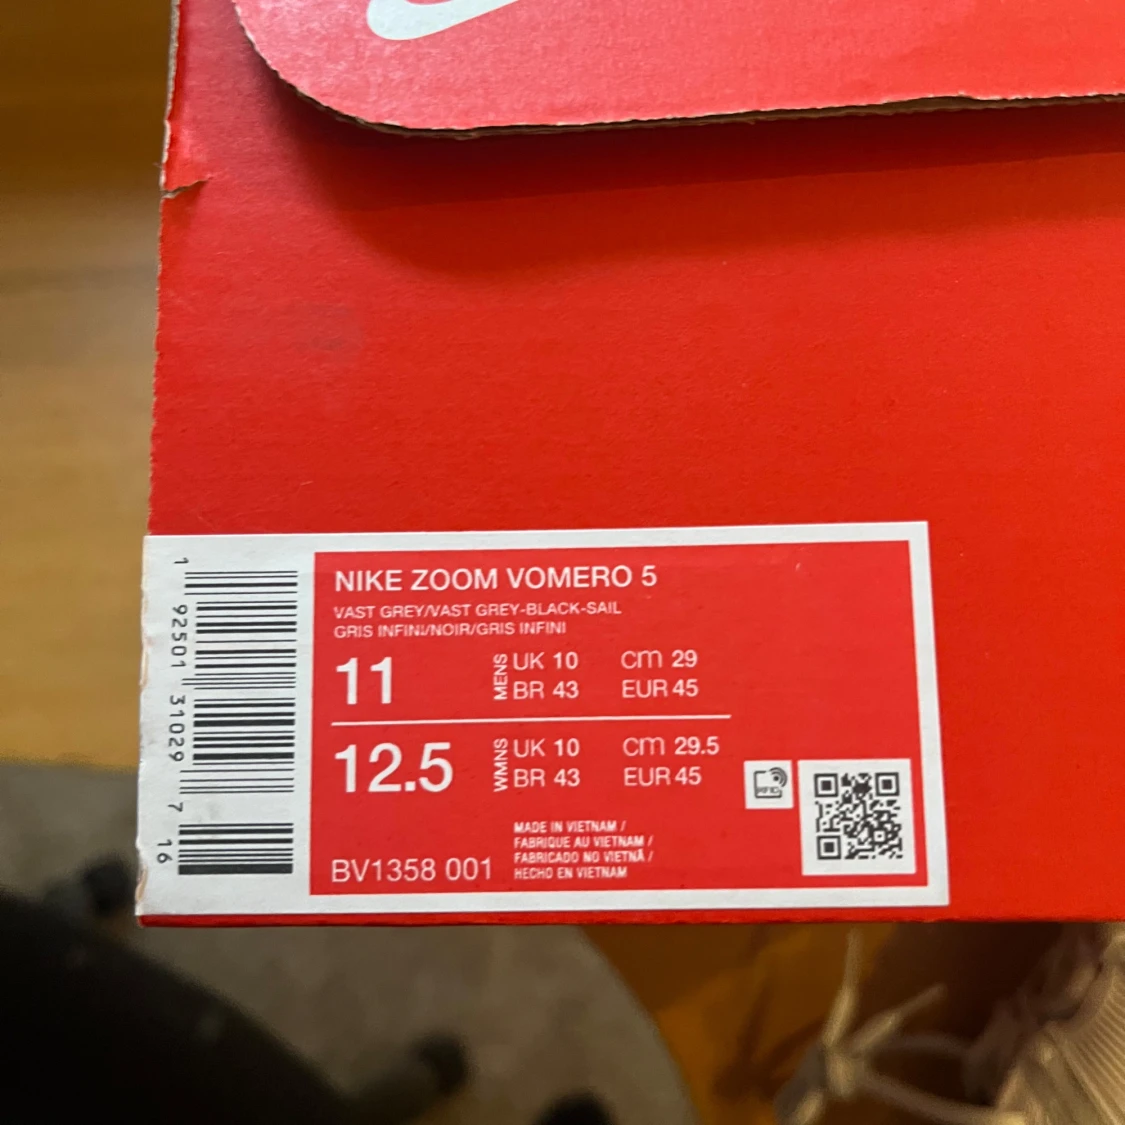 NIKE ZOOM VOMERO 5
VAST GREY/VAST GREY-BLACK-SAIL
GRIS INFINI/NOIR/GRIS INFINI
11
MENS
UK 10 cm 29
BR 43 EUR 45
12.5
WMNS
UK 10 cm 29.5
BR 43 EUR 45
RFID
MADE IN VIETNAM /
FABRIQUE AU VIETNAM /
FABRICADO NO VIETNÃ /
HECHO EN VIETNAM
BV1358 001
1 92501 31029 7 16